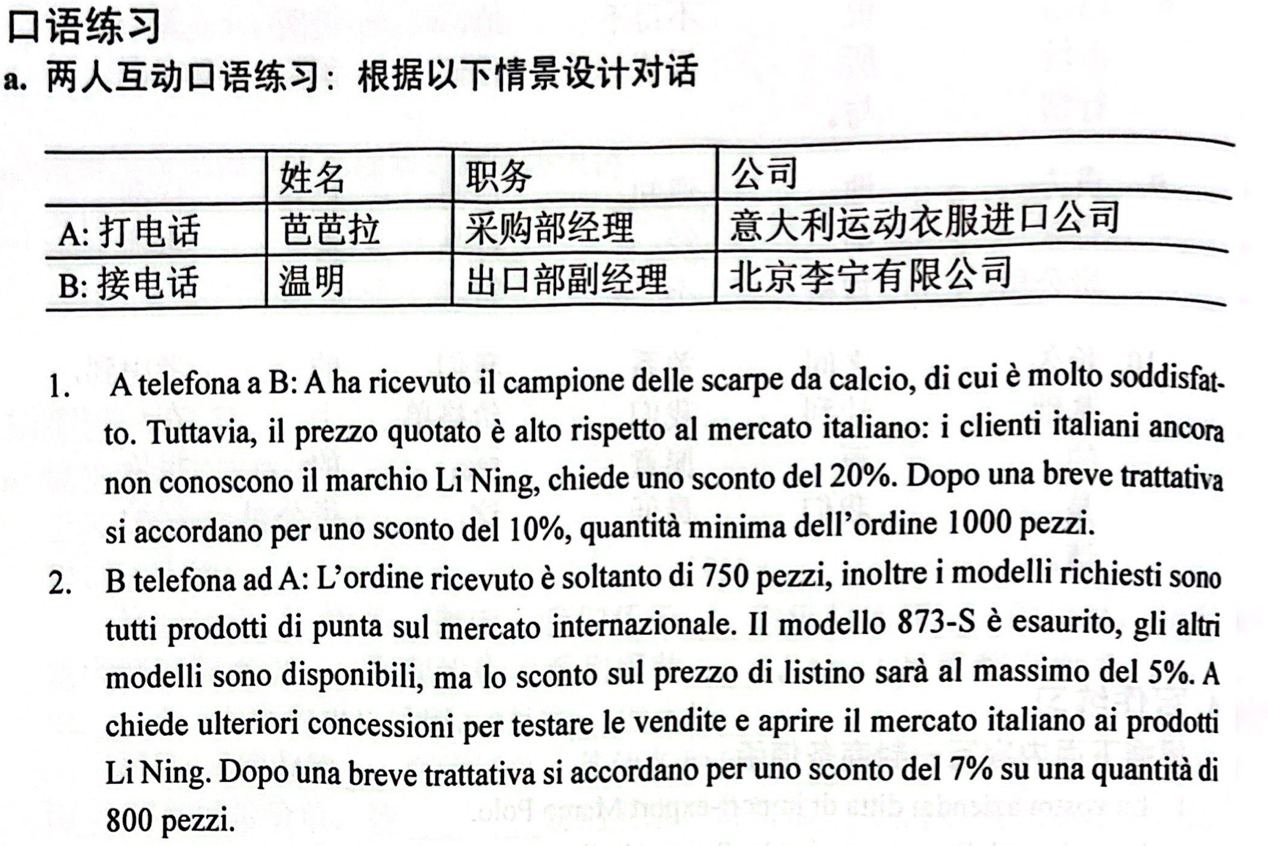 口语练习
a. 两人互动口语练习：根据以下情景设计对话
姓名 职务 公司
A: 打电话 芭芭拉 采购部经理 意大利运动衣服进口公司
B: 接电话 温明 出口部副经理 北京李宁有限公司
1. A telefona a B: A ha ricevuto il campione delle scarpe da calcio, di cui è molto soddisfat-
to. Tuttavia, il prezzo quotato è alto rispetto al mercato italiano: i clienti italiani ancora
non conoscono il marchio Li Ning, chiede uno sconto del 20%. Dopo una breve trattativa
si accordano per uno sconto del 10%, quantità minima dell’ordine 1000 pezzi.
2. B telefona ad A: L’ordine ricevuto è soltanto di 750 pezzi, inoltre i modelli richiesti sono
tutti prodotti di punta sul mercato internazionale. Il modello 873-S è esaurito, gli altri
modelli sono disponibili, ma lo sconto sul prezzo di listino sarà al massimo del 5%. A
chiede ulteriori concessioni per testare le vendite e aprire il mercato italiano ai prodotti
Li Ning. Dopo una breve trattativa si accordano per uno sconto del 7% su una quantità di
800 pezzi.